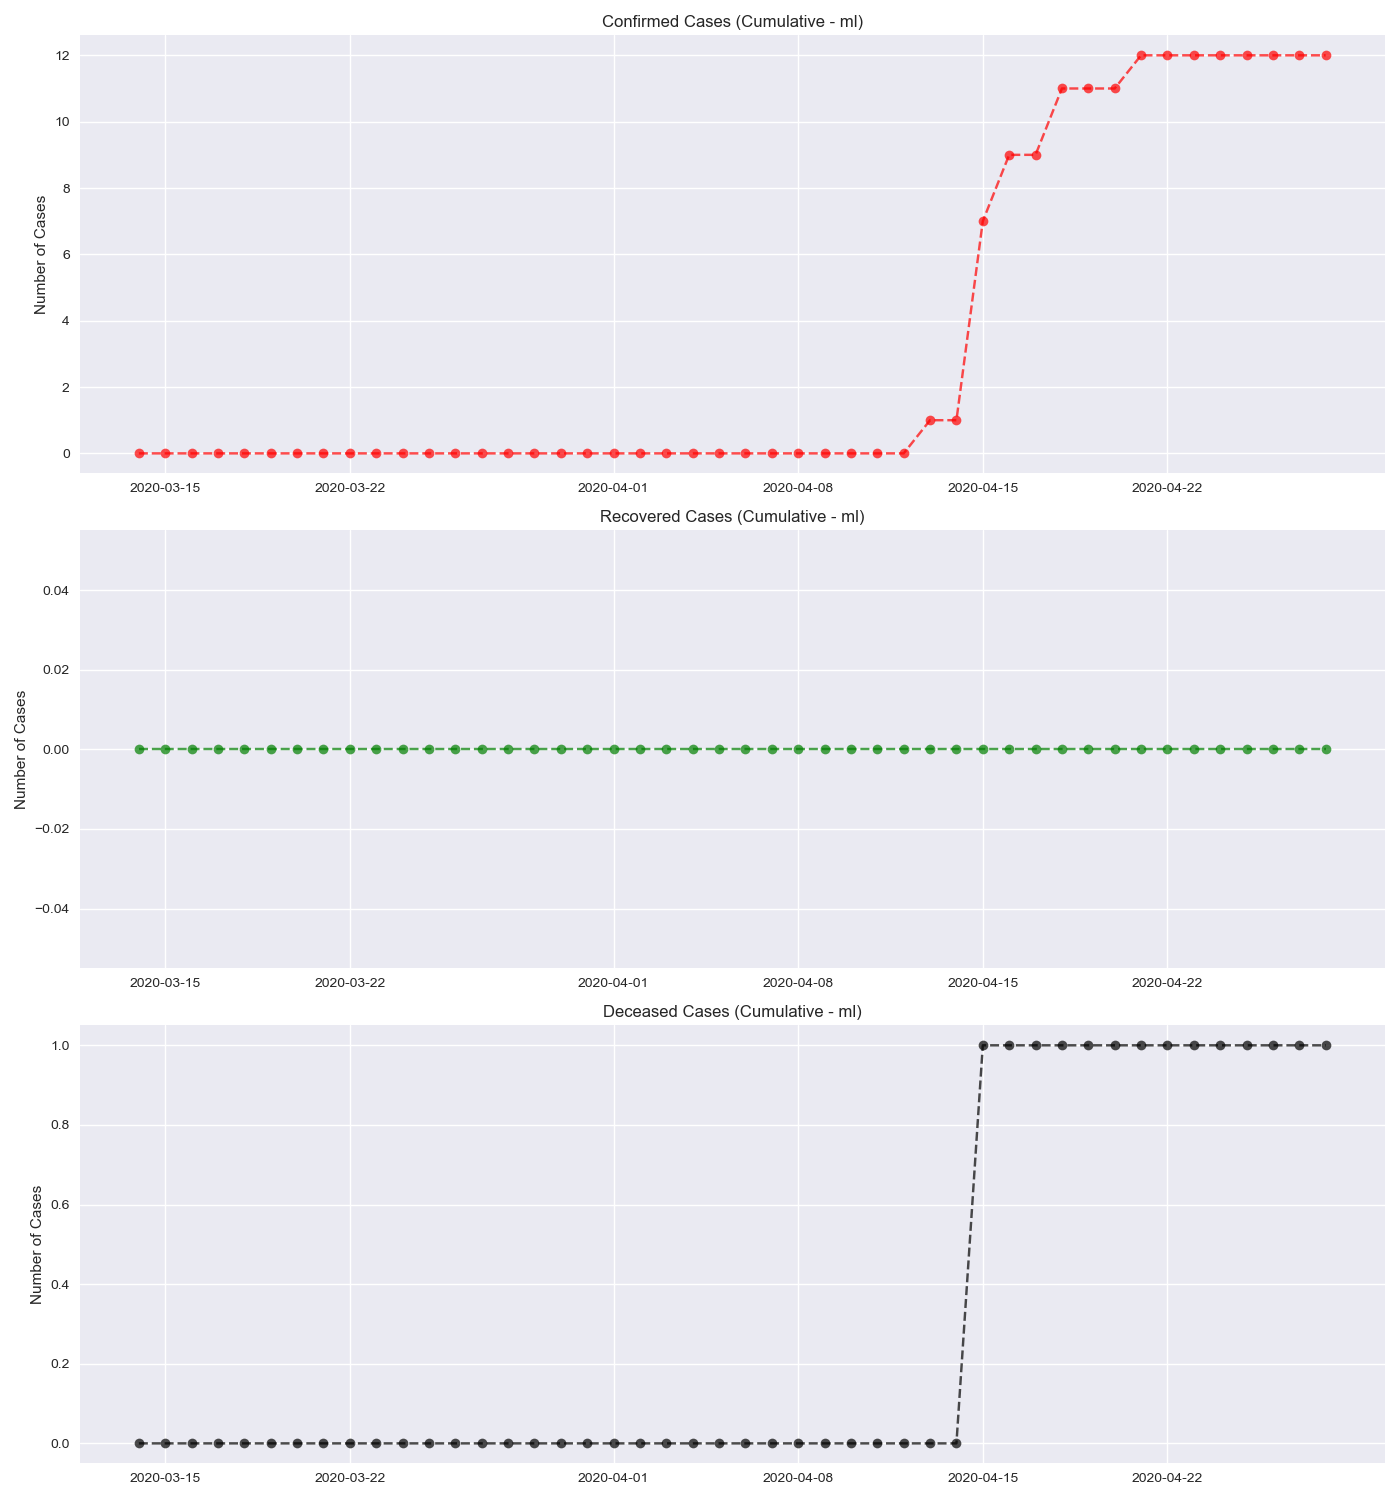 Confirmed Cases (Cumulative - ml)
12
10
8
6
4
2
0
Number of Cases
2020-03-15 2020-03-22 2020-04-01 2020-04-08 2020-04-15 2020-04-22
Recovered Cases (Cumulative - ml)
0.04
0.02
0.00
−0.02
−0.04
Number of Cases
2020-03-15 2020-03-22 2020-04-01 2020-04-08 2020-04-15 2020-04-22
Deceased Cases (Cumulative - ml)
1.0
0.8
0.6
0.4
0.2
0.0
Number of Cases
2020-03-15 2020-03-22 2020-04-01 2020-04-08 2020-04-15 2020-04-22